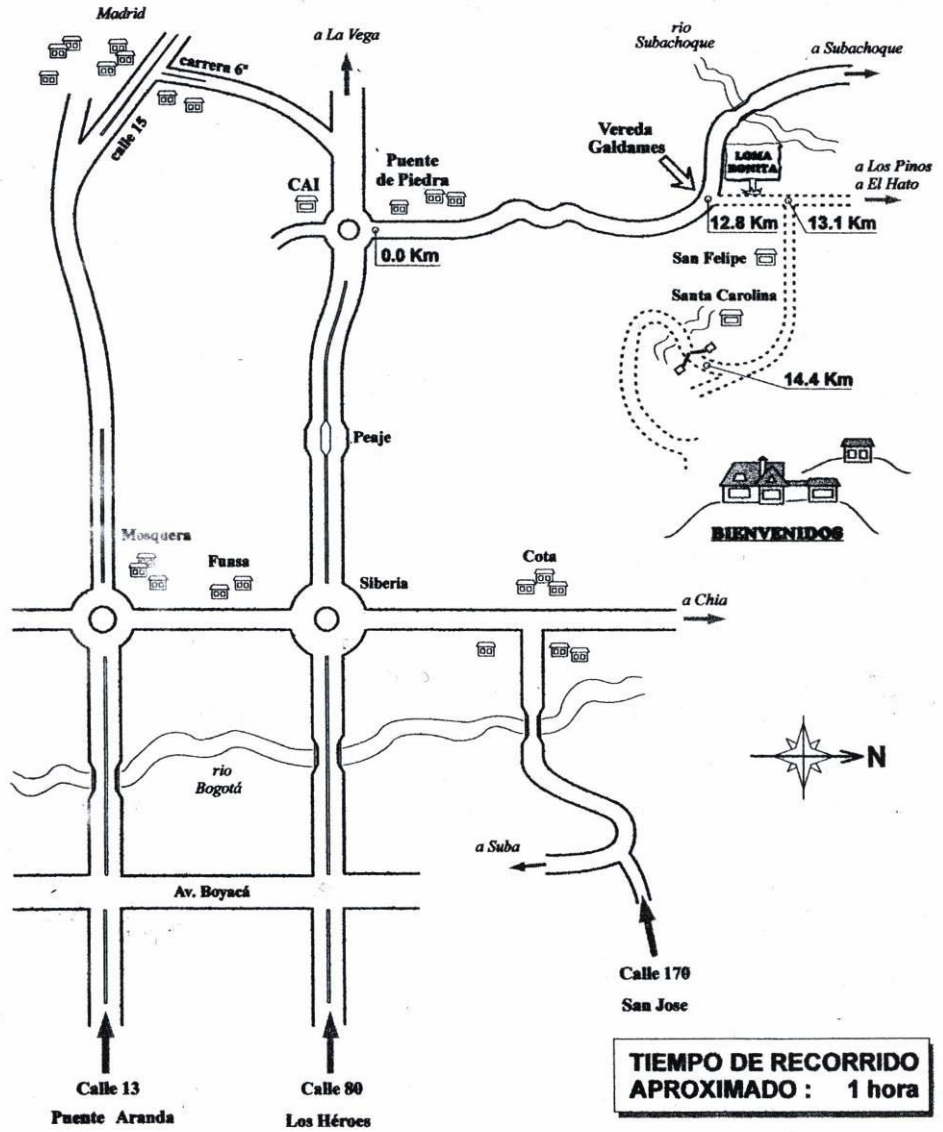 Madrid
a La Vega
rio
Subachoque
a Subachoque
carrera 6ª
calle 15
Vereda
Galdames
LOMA
BONITA
a Los Pinos
a El Hato
CAI
Puente
de Piedra
0.0 Km
12.8 Km
13.1 Km
San Felipe
Santa Carolina
14.4 Km
Peaje
BIENVENIDOS
Mosquera
Funsa
Siberia
Cota
a Chia
rio
Bogotá
N
a Suba
Av. Boyacá
Calle 170
San Jose
Calle 13
Puente Aranda
Calle 80
Los Héroes
TIEMPO DE RECORRIDO
APROXIMADO : 1 hora